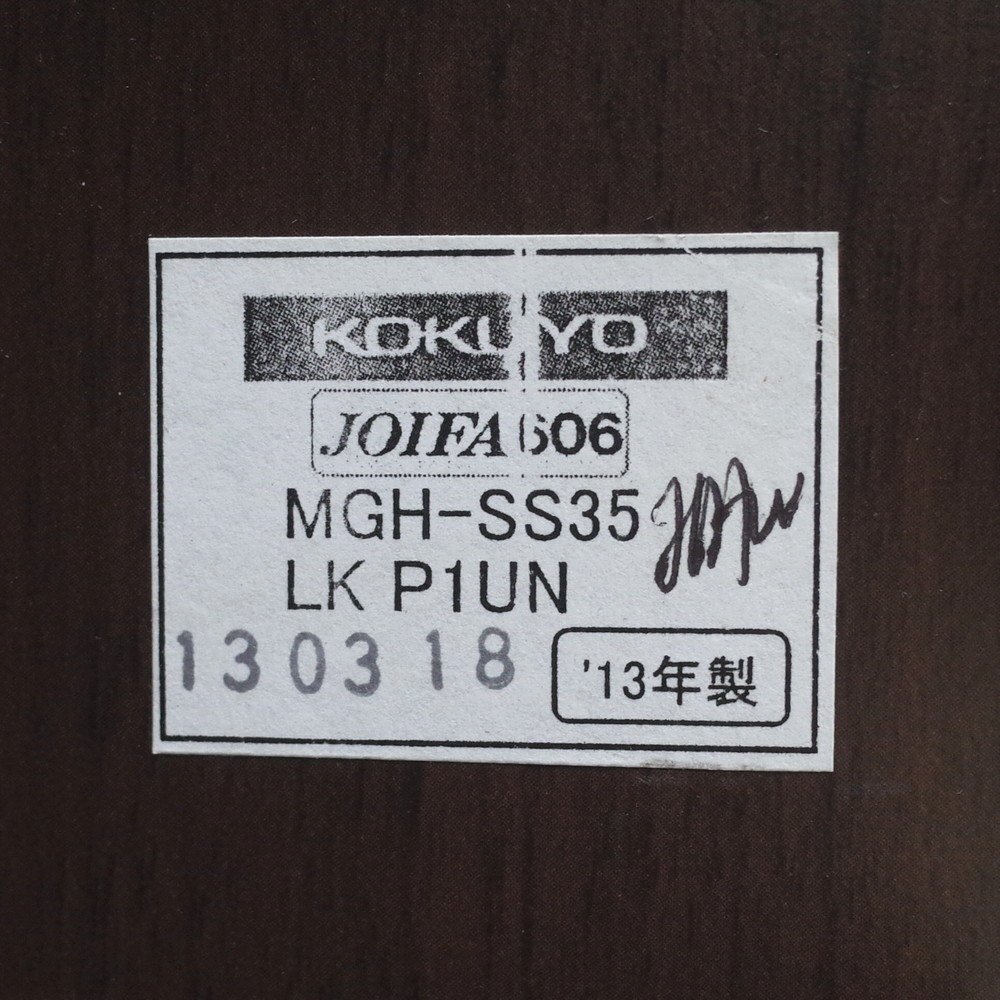 KOKUYO
JOIFA 606
MGH-SS35
LK P1UN
130318
'13年製